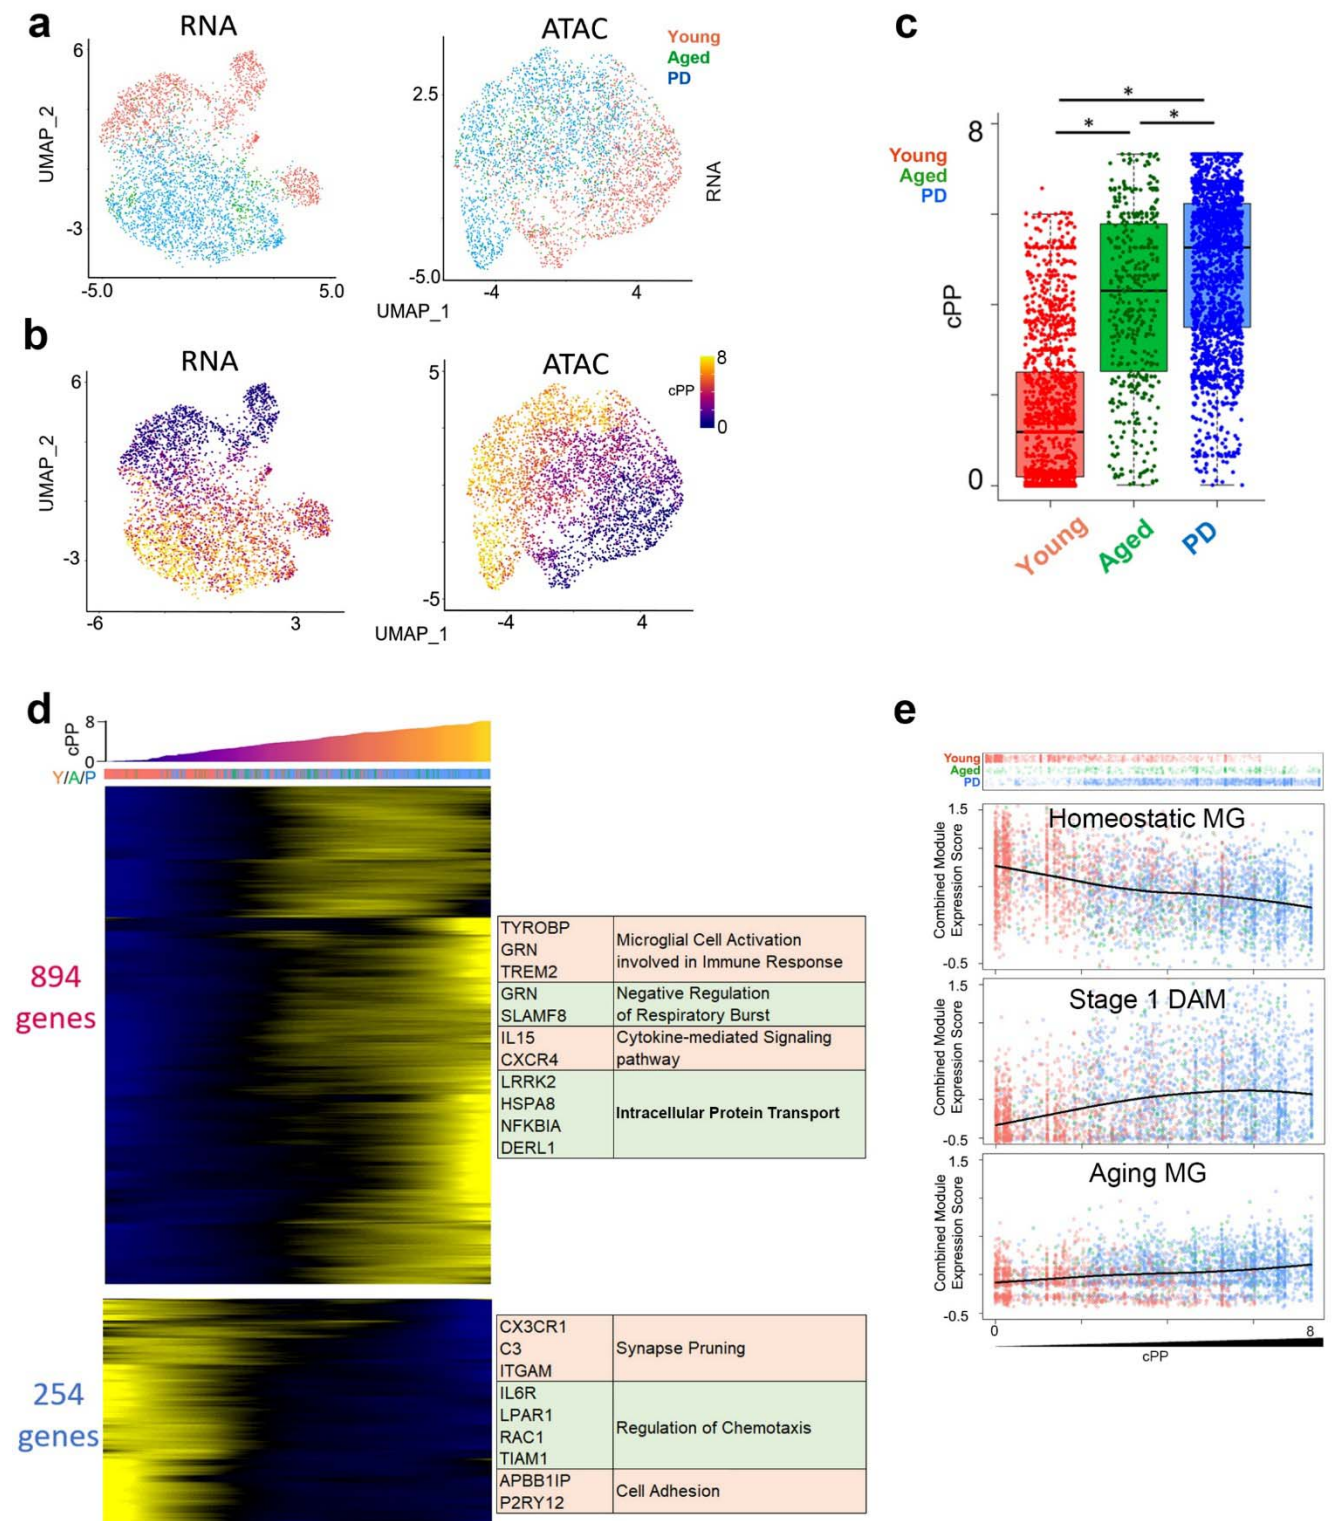 a
RNA
ATAC
Young
Aged
PD
6
UMAP_2
-3
-5.0
5.0
2.5
-5.0
-4
4
UMAP_1
RNA
b
RNA
ATAC
6
UMAP_2
-3
-6
3
5
-5
-4
4
UMAP_1
cPP
8
0
c
Young
Aged
PD
8
cPP
0
*
*
*
Young
Aged
PD
d
cPP
8
0
Y/A/P
894
genes
TYROBP
GRN
TREM2
Microglial Cell Activation
involved in Immune Response
GRN
SLAMF8
Negative Regulation
of Respiratory Burst
IL15
CXCR4
Cytokine-mediated Signaling
pathway
LRRK2
HSPA8
NFKBIA
DERL1
Intracellular Protein Transport
254
genes
CX3CR1
C3
ITGAM
Synapse Pruning
IL6R
LPAR1
RAC1
TIAM1
Regulation of Chemotaxis
APBB1IP
P2RY12
Cell Adhesion
e
Young
Aged
PD
Homeostatic MG
Combined Module
Expression Score
1.5
-0.5
Stage 1 DAM
Combined Module
Expression Score
1.5
-0.5
Aging MG
Combined Module
Expression Score
1.5
-0.5
0
8
cPP